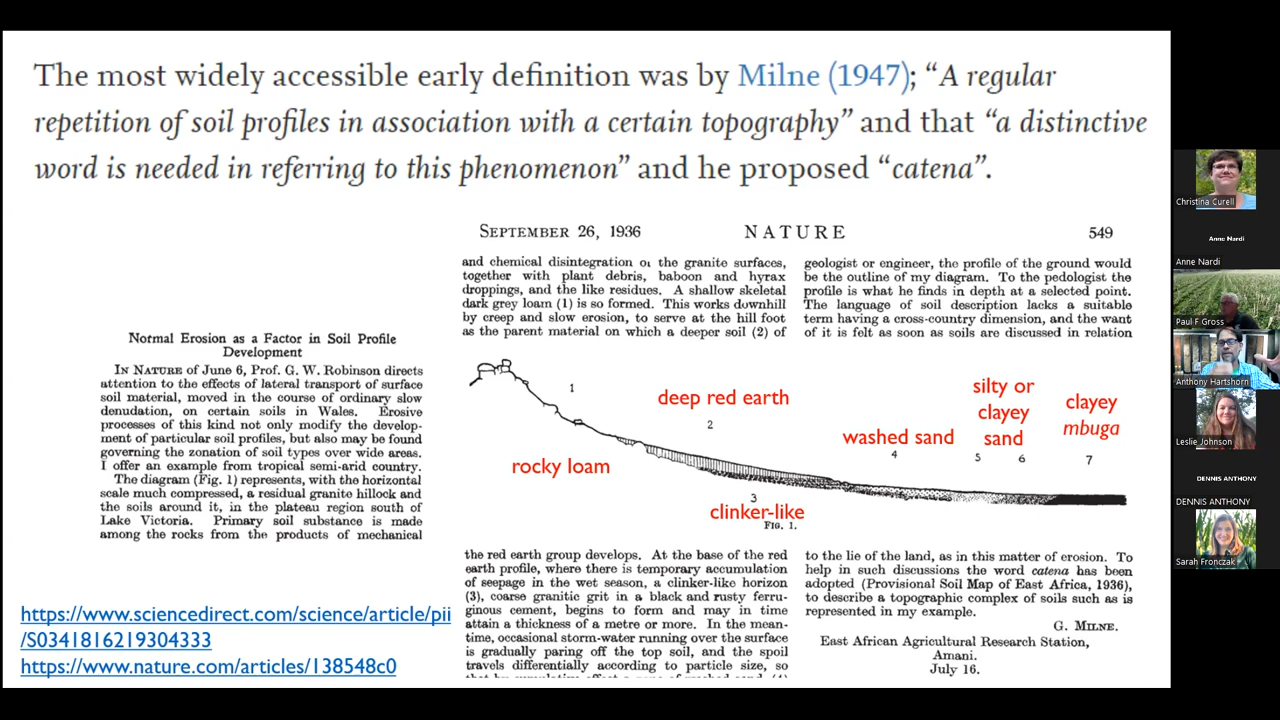 The most widely accessible early definition was by Milne (1947); “A regular
repetition of soil profiles in association with a certain topography” and that “a distinctive
word is needed in referring to this phenomenon” and he proposed “catena”.
SEPTEMBER 26, 1936
NATURE
549
and chemical disintegration of the granite surfaces,
together with plant debris, baboon and hyrax
droppings, and the like residues. A shallow skeletal
dark grey loam (1) is so formed. This works downhill
by creep and slow erosion, to serve at the hill foot
as the parent material on which a deeper soil (2) of
geologist or engineer, the profile of the ground would
be the outline of my diagram. To the pedologist the
profile is what he finds in depth at a selected point.
The language of soil description lacks a suitable
term having a cross-country dimension, and the want
of it is felt as soon as soils are discussed in relation
Normal Erosion as a Factor in Soil Profile
Development
IN NATURE of June 6, Prof. G. W. Robinson directs
attention to the effects of lateral transport of surface
soil material, moved in the course of ordinary slow
denudation, on certain soils in Wales. Erosive
processes of this kind not only modify the develop-
ment of particular soil profiles, but also may be found
governing the zonation of soil types over wide areas.
I offer an example from tropical semi-arid country.
The diagram (Fig. 1) represents, with the horizontal
scale much compressed, a residual granite hillock and
the soils around it, in the plateau region south of
Lake Victoria. Primary soil substance is made
among the rocks from the products of mechanical
1
rocky loam
deep red earth
2
3
clinker-like
FIG. 1.
washed sand
4
silty or
clayey
sand
5
6
clayey
mbuga
7
the red earth group develops. At the base of the red
earth profile, where there is temporary accumulation
of seepage in the wet season, a clinker-like horizon
(3), coarse granitic grit in a black and rusty ferru-
ginous cement, begins to form and may in time
attain a thickness of a metre or more. In the mean-
time, occasional storm-water running over the surface
is gradually paring off the top soil, and the spoil
travels differentially according to particle size, so
to the lie of the land, as in this matter of erosion. To
help in such discussions the word catena has been
adopted (Provisional Soil Map of East Africa, 1936),
to describe a topographic complex of soils such as is
represented in my example.
G. MILNE.
East African Agricultural Research Station,
Amani.
July 16.
https://www.sciencedirect.com/science/article/pii
/S0341816219304333
https://www.nature.com/articles/138548c0
Christina Curell
Anne Nardi
Anne Nardi
Paul F Gross
Anthony Hartshorn
Leslie Johnson
DENNIS ANTHONY
DENNIS ANTHONY
Sarah Fronczak